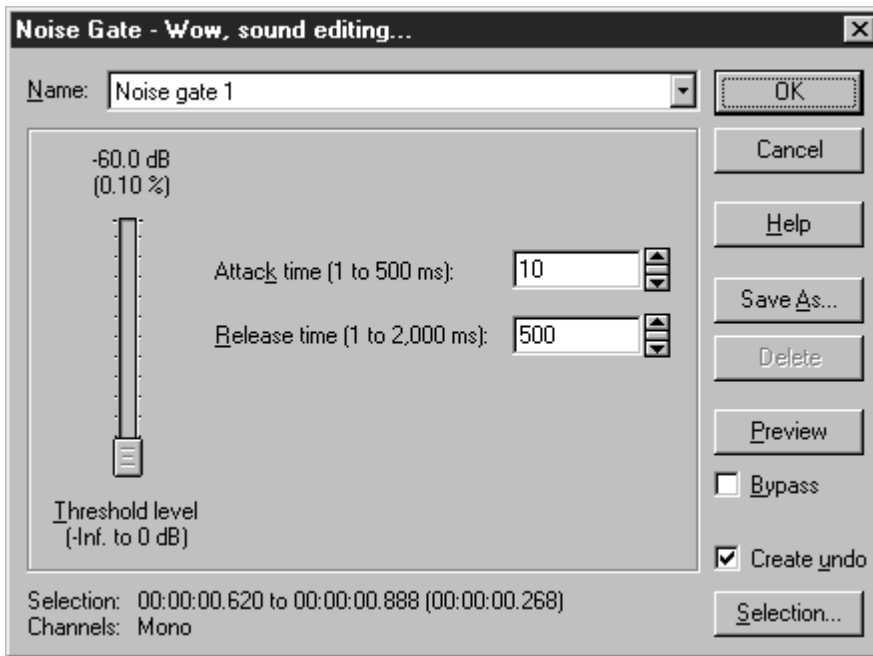 Noise Gate - Wow, sound editing...
Name: Noise gate 1
OK
Cancel
Help
Save As...
Delete
Preview
Bypass
Create undo
Selection...
-60.0 dB
(0.10 %)
Attack time (1 to 500 ms): 10
Release time (1 to 2,000 ms): 500
Threshold level
(-Inf. to 0 dB)
Selection: 00:00:00.620 to 00:00:00.888 (00:00:00.268)
Channels: Mono